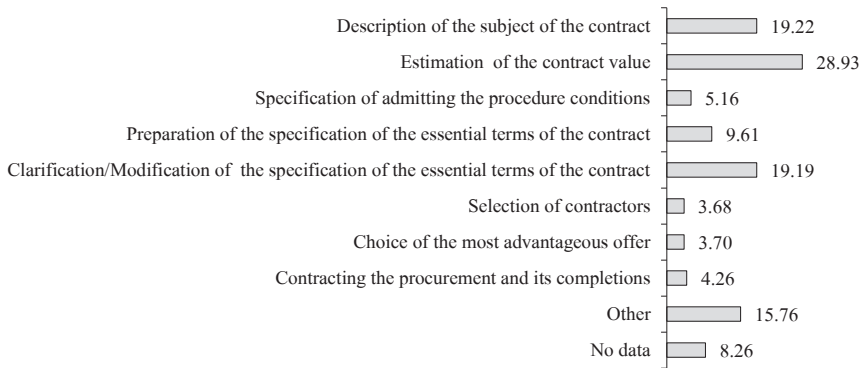 Description of the subject of the contract 19.22
Estimation of the contract value 28.93
Specification of admitting the procedure conditions 5.16
Preparation of the specification of the essential terms of the contract 9.61
Clarification/Modification of the specification of the essential terms of the contract 19.19
Selection of contractors 3.68
Choice of the most advantageous offer 3.70
Contracting the procurement and its completions 4.26
Other 15.76
No data 8.26